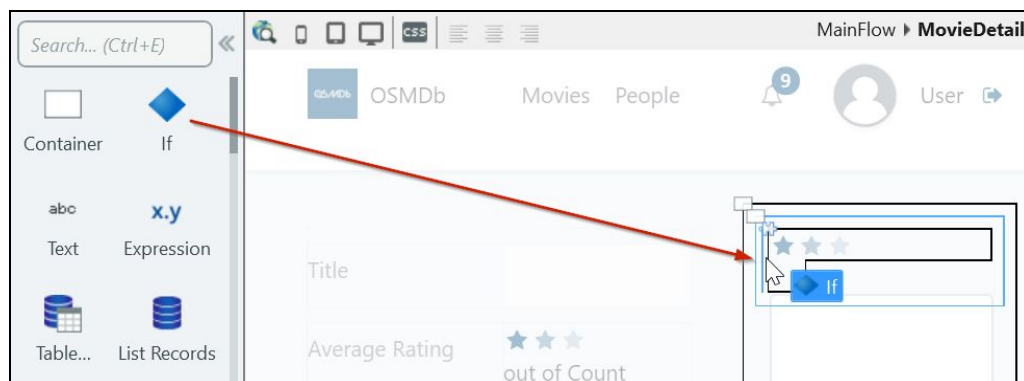 Search... (Ctrl+E)
css
MainFlow MovieDetail
OSMDb OSMDb Movies People 9 User
Container If
abc x.y
Text Expression
Table... List Records
Title
If
Average Rating
out of Count